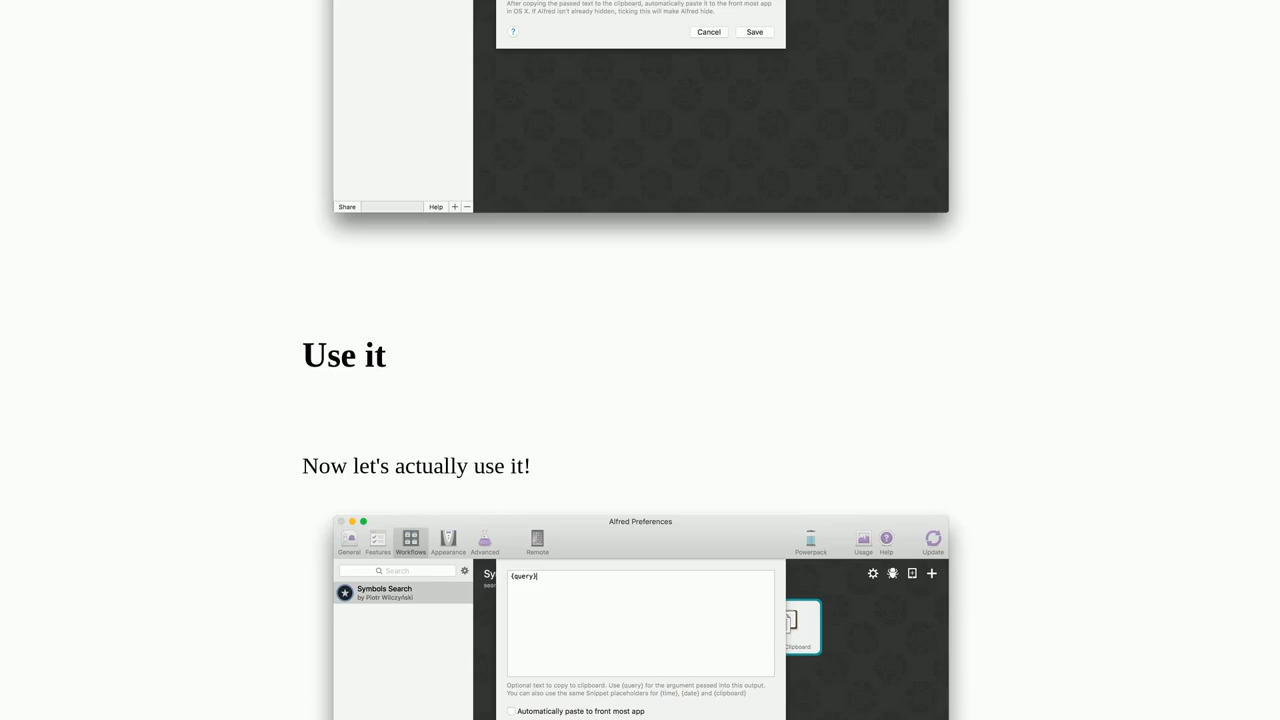 After copying the passed text to the clipboard, automatically paste it to the front most app
in OS X. If Alfred isn't already hidden, ticking this will make Alfred hide.
? Cancel Save
Share Help + −
Use it
Now let's actually use it!
Alfred Preferences
General Features Workflows Appearance Advanced Remote Powerpack Usage Help Update
Search
Sy
{query}
Symbols Search
by Piotr Wilczyński
Clipboard
Optional text to copy to clipboard. Use {query} for the argument passed into this output.
You can also use the same Snippet placeholders for {time}, {date} and {clipboard}
Automatically paste to front most app